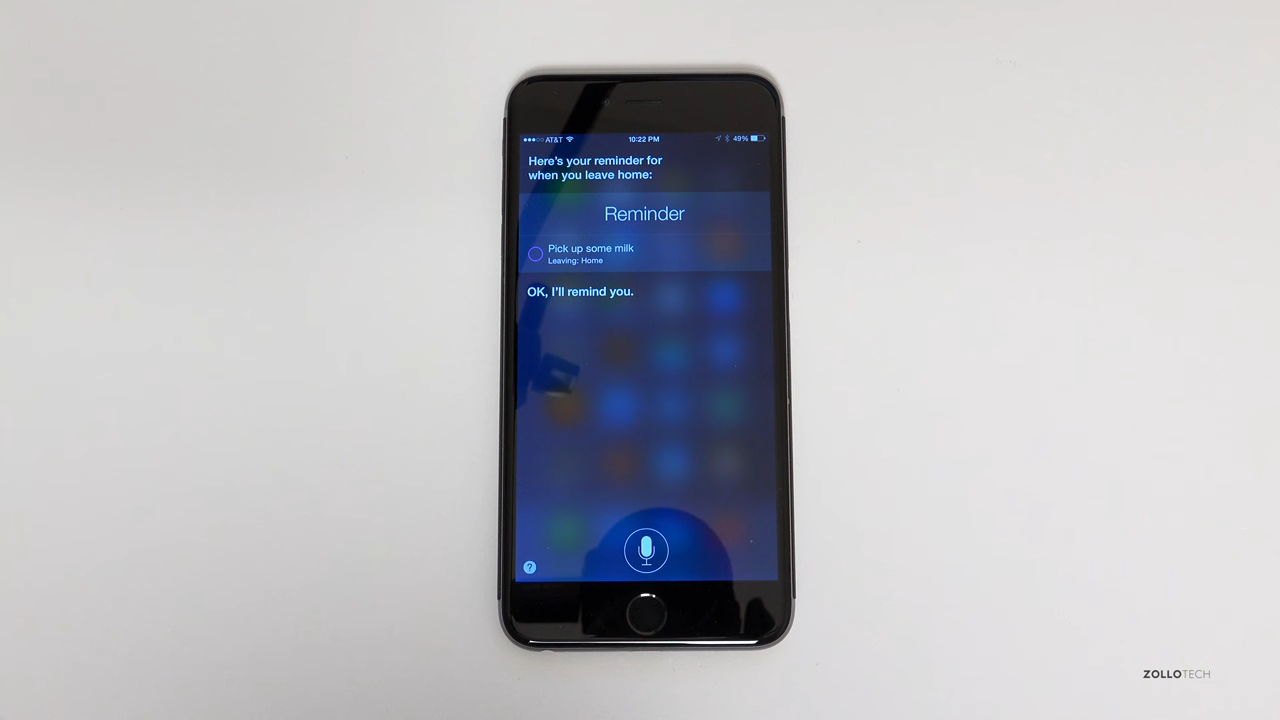 AT&T 10:22 PM 49%
Here's your reminder for
when you leave home:
Reminder
Pick up some milk
Leaving: Home
OK, I'll remind you.
?
ZOLLOTECH